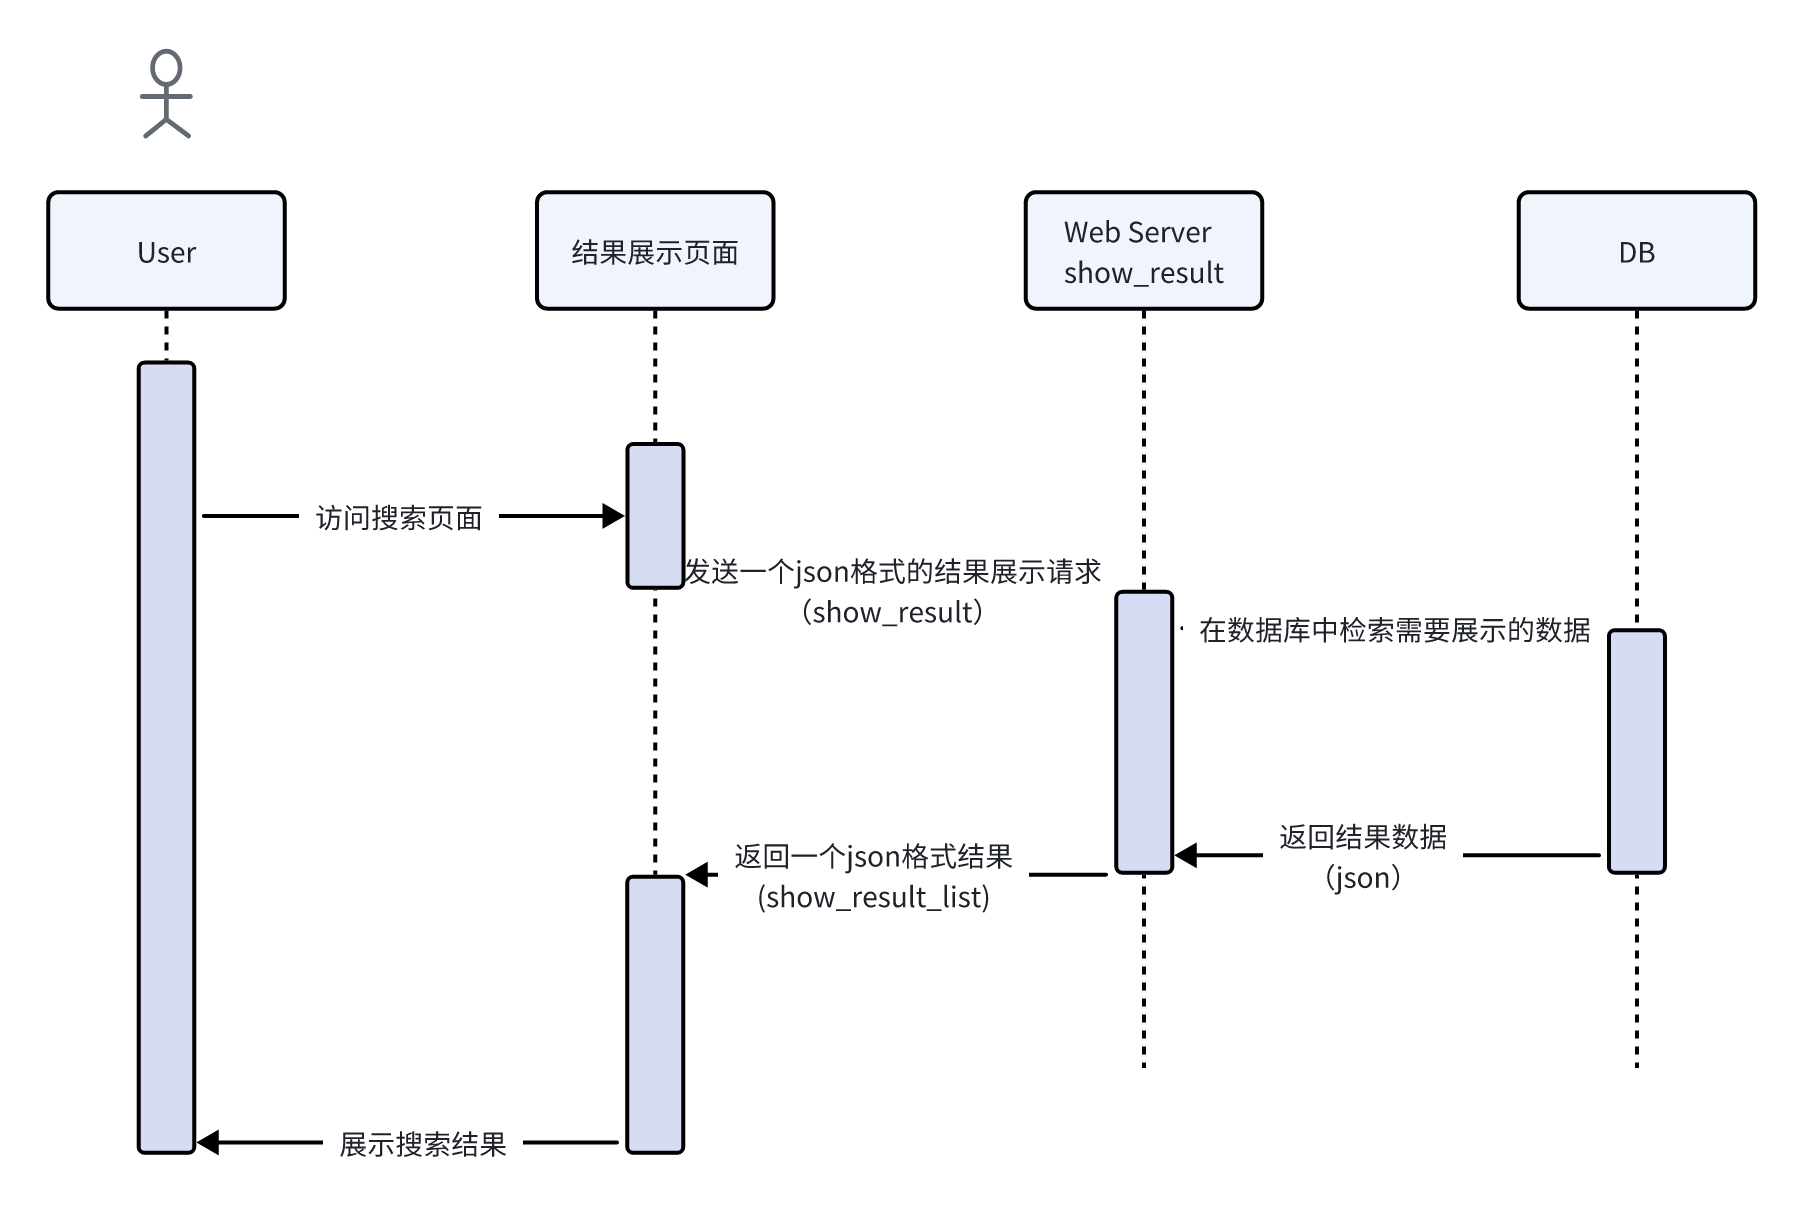 User
结果展示页面
Web Server
show_result
DB
访问搜索页面
发送一个json格式的结果展示请求
（show_result）
在数据库中检索需要展示的数据
返回结果数据
（json）
返回一个json格式结果
(show_result_list)
展示搜索结果